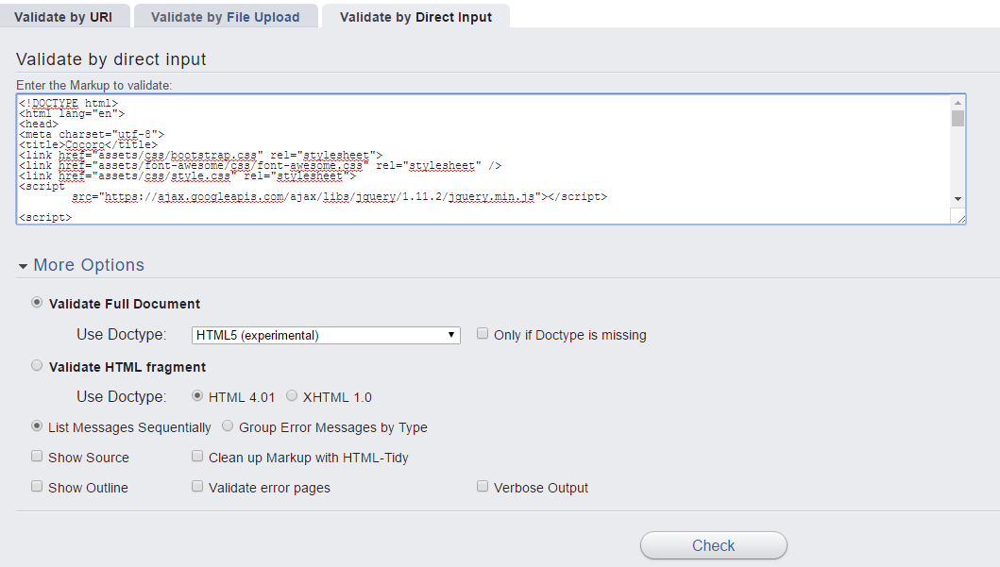 Validate by URI Validate by File Upload Validate by Direct Input
Validate by direct input
Enter the Markup to validate:
<!DOCTYPE html>
<html lang="en">
<head>
<meta charset="utf-8">
<title>Cocoro</title>
<link href="assets/css/bootstrap.css" rel="stylesheet">
<link href="assets/font-awesome/css/font-awesome.css" rel="stylesheet" />
<link href="assets/css/style.css" rel="stylesheet">
<script
src="https://ajax.googleapis.com/ajax/libs/jquery/1.11.2/jquery.min.js"></script>
<script>
More Options
Validate Full Document
Use Doctype: HTML5 (experimental) Only if Doctype is missing
Validate HTML fragment
Use Doctype: HTML 4.01 XHTML 1.0
List Messages Sequentially Group Error Messages by Type
Show Source Clean up Markup with HTML-Tidy
Show Outline Validate error pages Verbose Output
Check